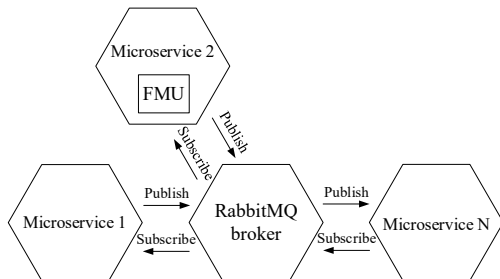 Microservice 2
FMU
Publish
Subscribe
Publish
Publish
Microservice 1
RabbitMQ
broker
Microservice N
Subscribe
Subscribe